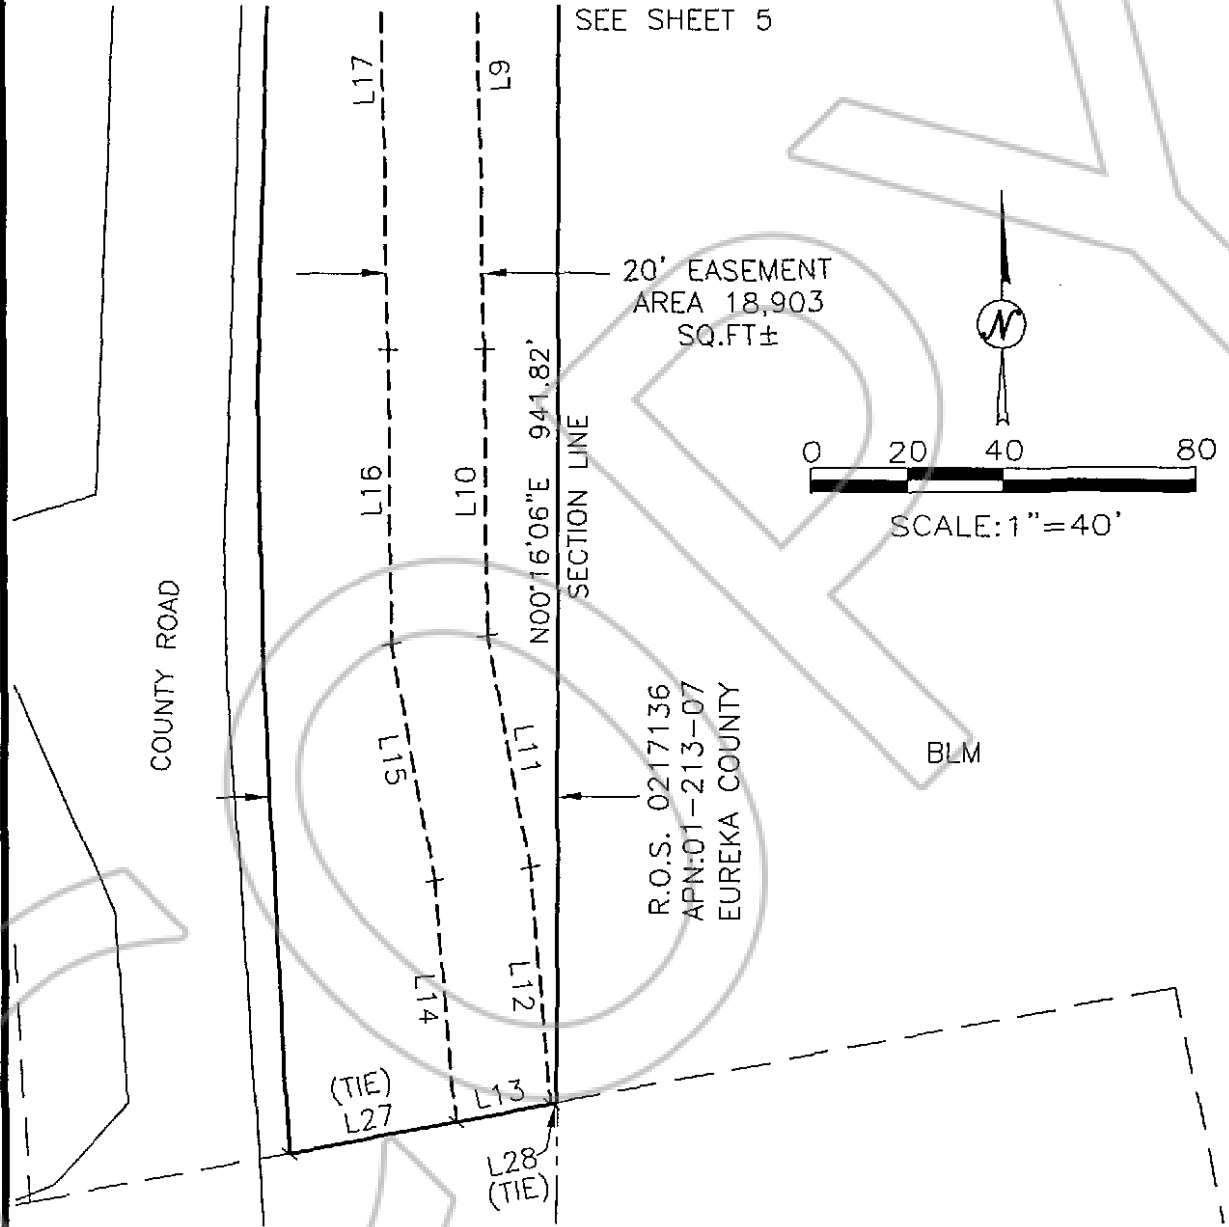 SEE SHEET 5
L17
L9
20' EASEMENT
AREA 18,903
SQ.FT±
N
0 20 40 80
SCALE:1"=40'
L16
L10
N00°16'06"E 941.82'
SECTION LINE
COUNTY ROAD
L15
L11
R.O.S. 0217136
APN:01-213-07
EUREKA COUNTY
BLM
L14
L12
(TIE)
L27
L13
L28
(TIE)
COPY